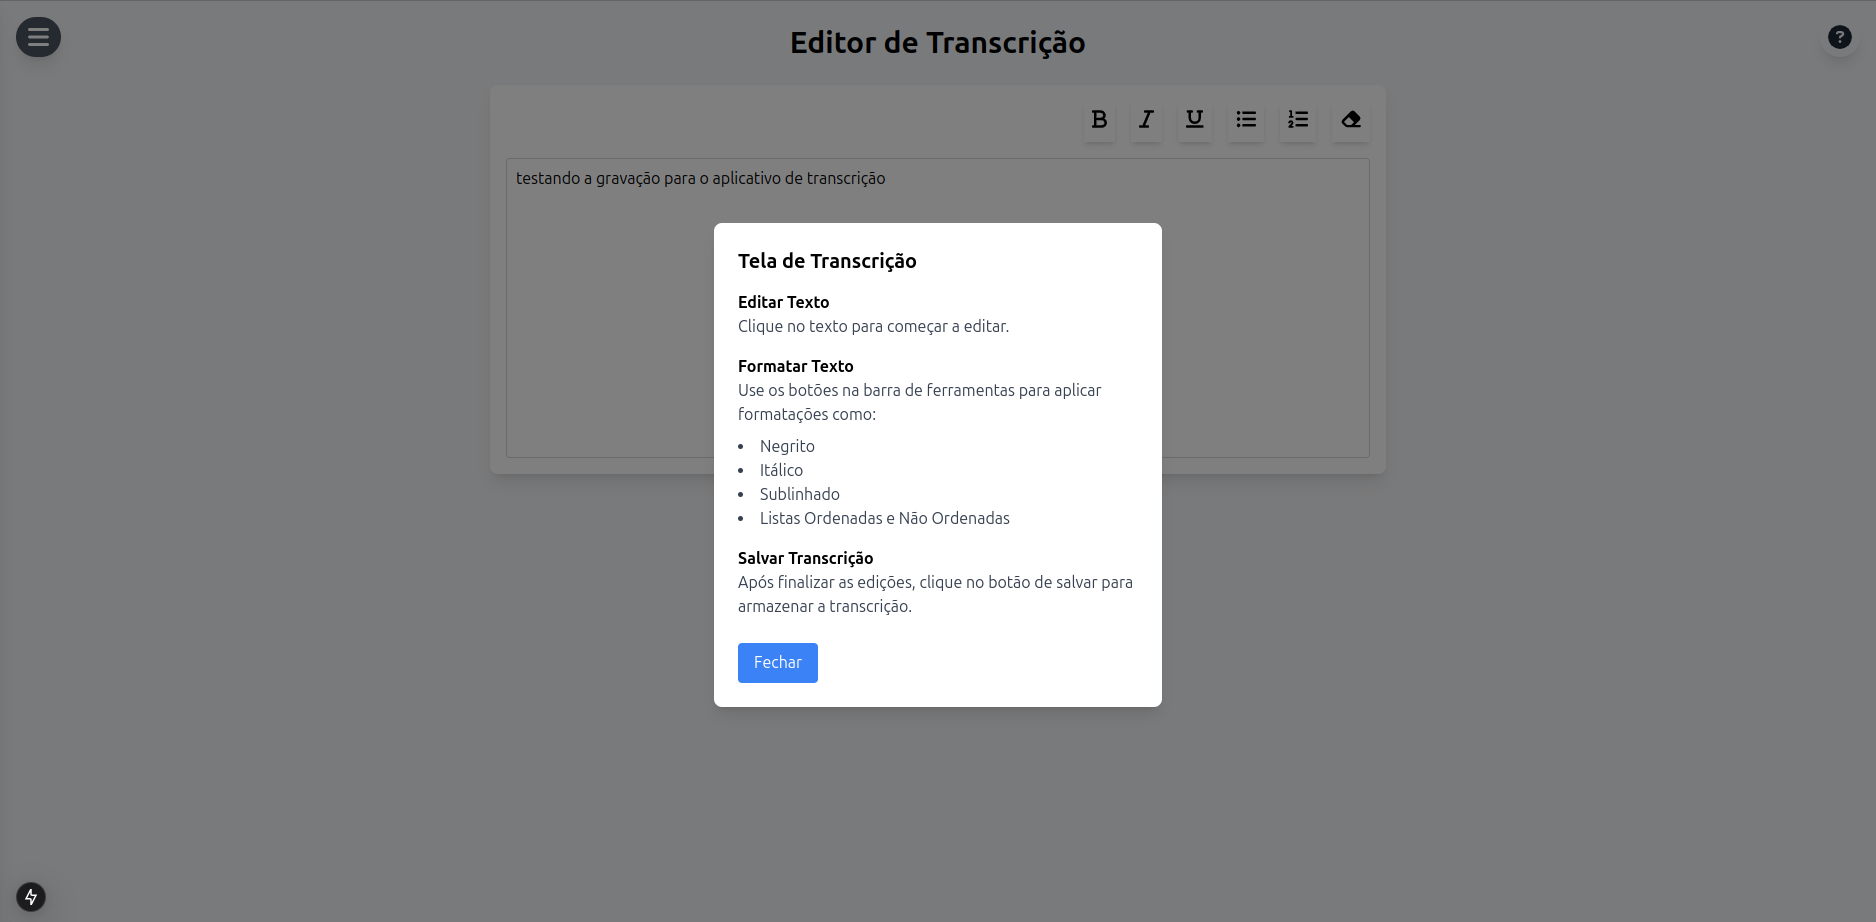 Editor de Transcrição
testando a gravação para o aplicativo de transcrição
Tela de Transcrição
Editar Texto
Clique no texto para começar a editar.
Formatar Texto
Use os botões na barra de ferramentas para aplicar
formatações como:
• Negrito
• Itálico
• Sublinhado
• Listas Ordenadas e Não Ordenadas
Salvar Transcrição
Após finalizar as edições, clique no botão de salvar para
armazenar a transcrição.
Fechar